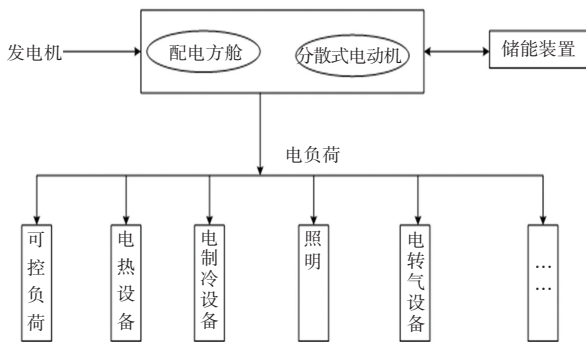 发电机
配电方舱
分散式电动机
储能装置
电负荷
可控负荷
电热设备
电制冷设备
照明
电转气设备
……